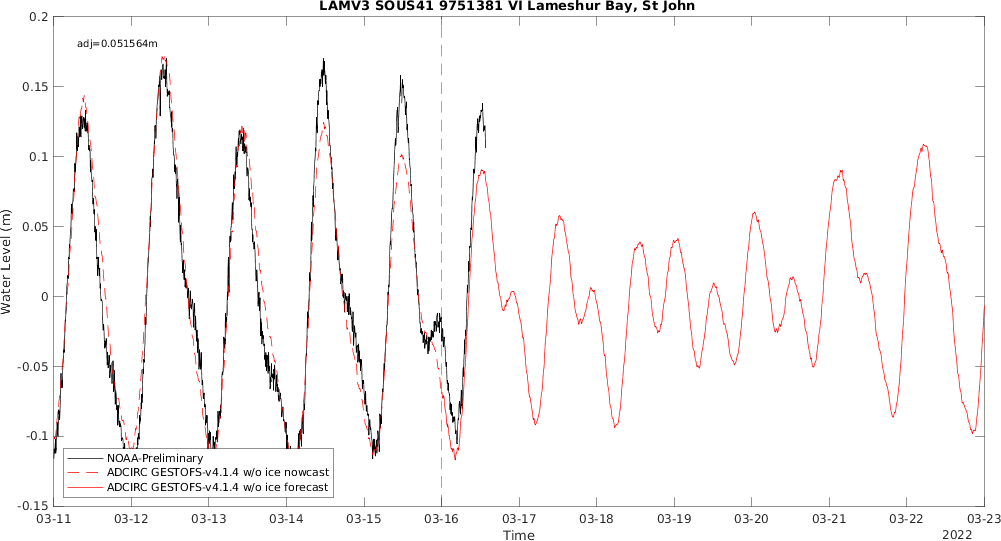 LAMV3 SOUS41 9751381 VI Lameshur Bay, St John
adj=0.051564m
0.2
0.15
0.1
0.05
0
-0.05
-0.1
-0.15
Water Level (m)
NOAA-Preliminary
ADCIRC GESTOFS-v4.1.4 w/o ice nowcast
ADCIRC GESTOFS-v4.1.4 w/o ice forecast
03-11 03-12 03-13 03-14 03-15 03-16 03-17 03-18 03-19 03-20 03-21 03-22 03-23
Time
2022